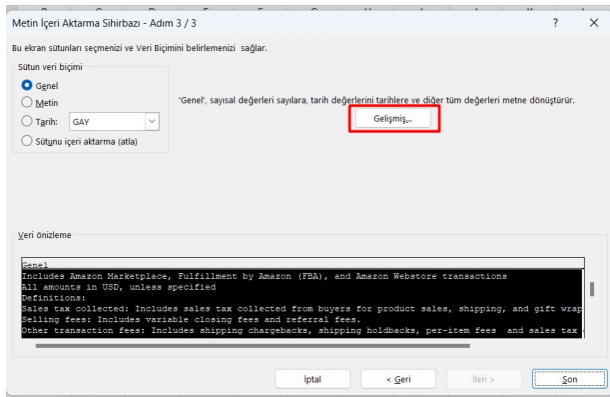 Metin İçeri Aktarma Sihirbazı - Adım 3 / 3 ? ×
Bu ekran sütunları seçmenizi ve Veri Biçimini belirlemenizi sağlar.
Sütun veri biçimi
Genel
Metin
Tarih: GAY
Sütunu içeri aktarma (atla)
'Genel', sayısal değerleri sayılara, tarih değerlerini tarihlere ve diğer tüm değerleri metne dönüştürür.
Gelişmiş...
Veri önizleme
Genel
Includes Amazon Marketplace, Fulfillment by Amazon (FBA), and Amazon Webstore transactions
All amounts in USD, unless specified
Definitions:
Sales tax collected: Includes sales tax collected from buyers for product sales, shipping, and gift wrap
Selling fees: Includes variable closing fees and referral fees.
Other transaction fees: Includes shipping chargebacks, shipping holdbacks, per-item fees and sales tax
İptal < Geri İleri > Son